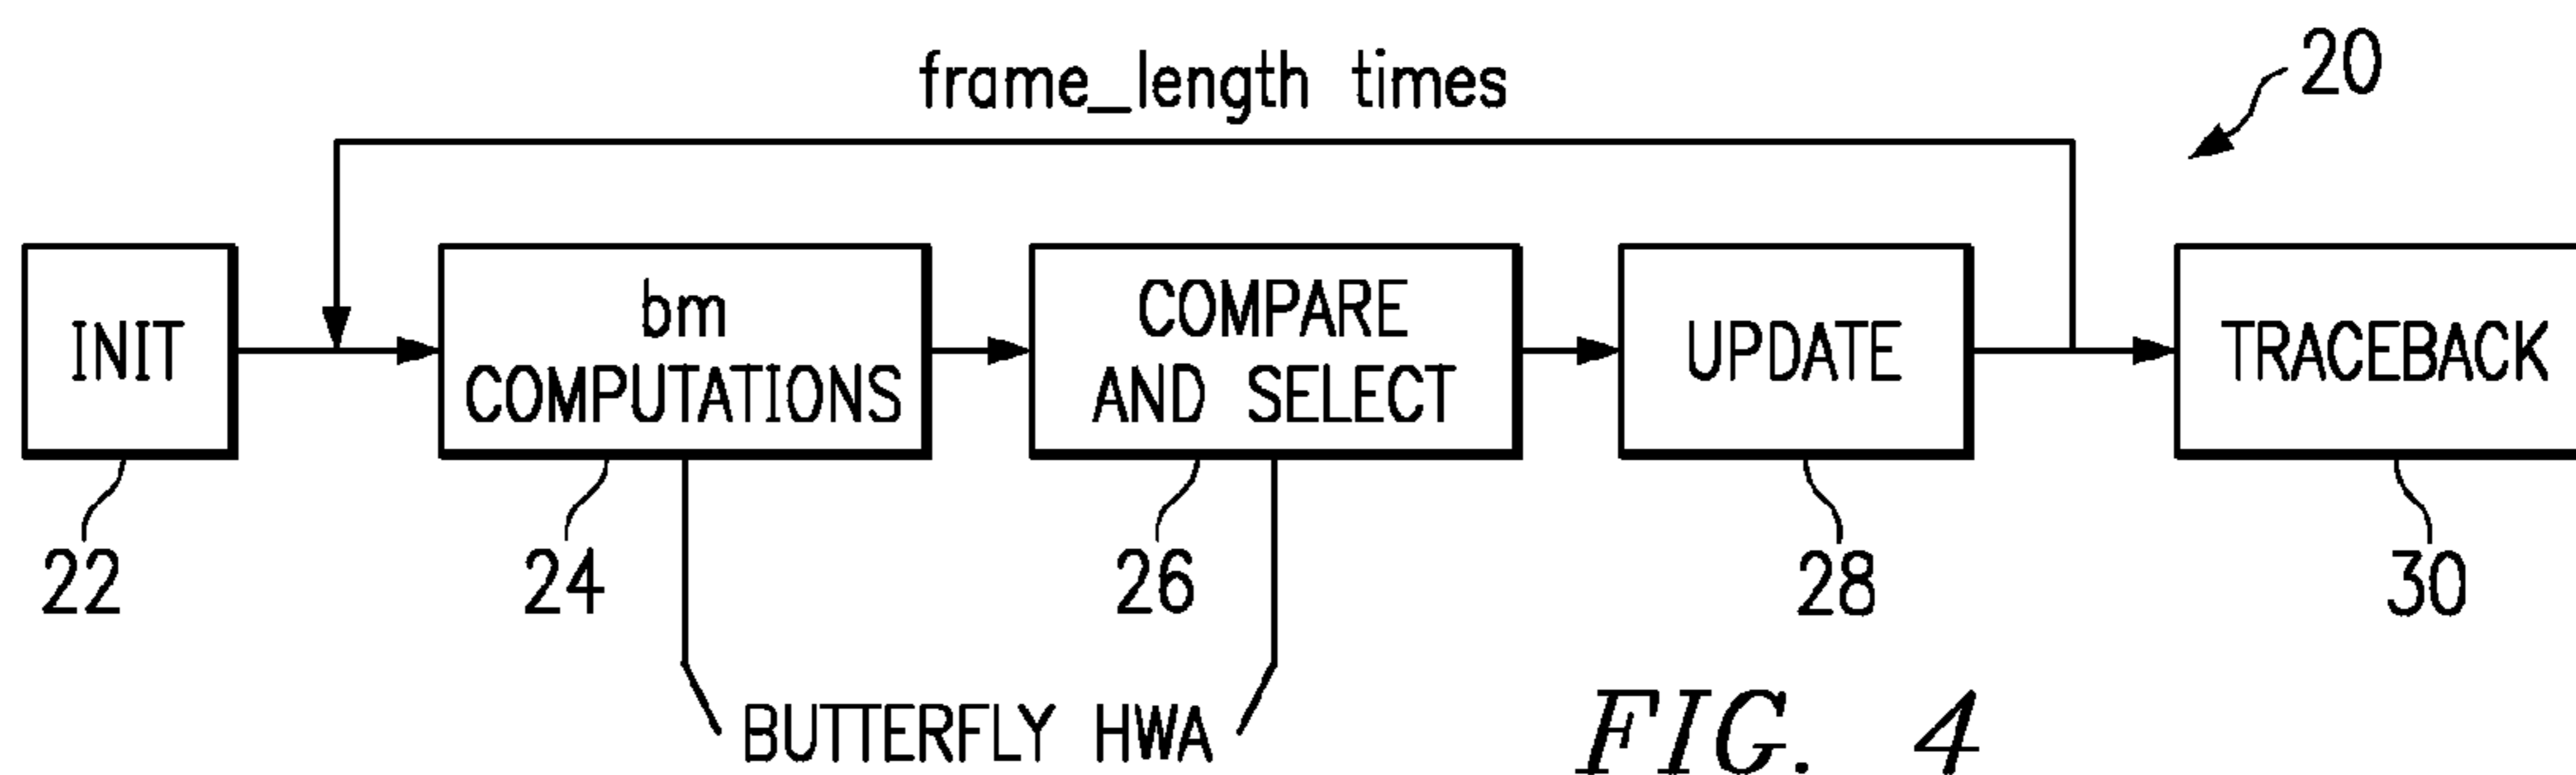 frame_length times
20
INIT
bm
COMPUTATIONS
COMPARE
AND SELECT
UPDATE
TRACEBACK
22
24
26
28
30
BUTTERFLY HWA
FIG. 4